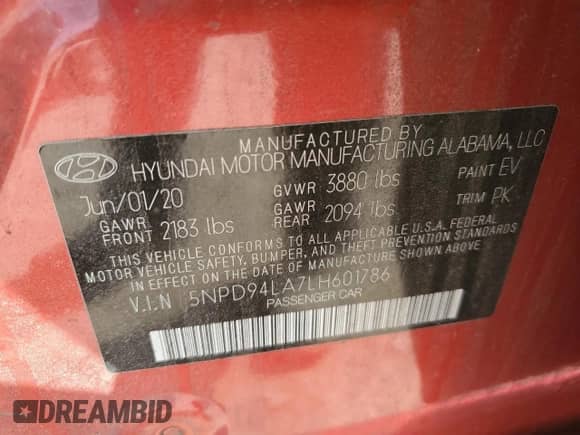 MANUFACTURED BY
HYUNDAI MOTOR MANUFACTURING ALABAMA, LLC
Jun/01/20 GVWR 3880 lbs PAINT EV
GAWR FRONT 2183 lbs GAWR REAR 2094 lbs TRIM PK
THIS VEHICLE CONFORMS TO ALL APPLICABLE U.S.A. FEDERAL
MOTOR VEHICLE SAFETY, BUMPER, AND THEFT PREVENTION STANDARDS
IN EFFECT ON THE DATE OF MANUFACTURE SHOWN ABOVE.
V.I.N 5NPD94LA7LH601786
PASSENGER CAR
DREAMBID